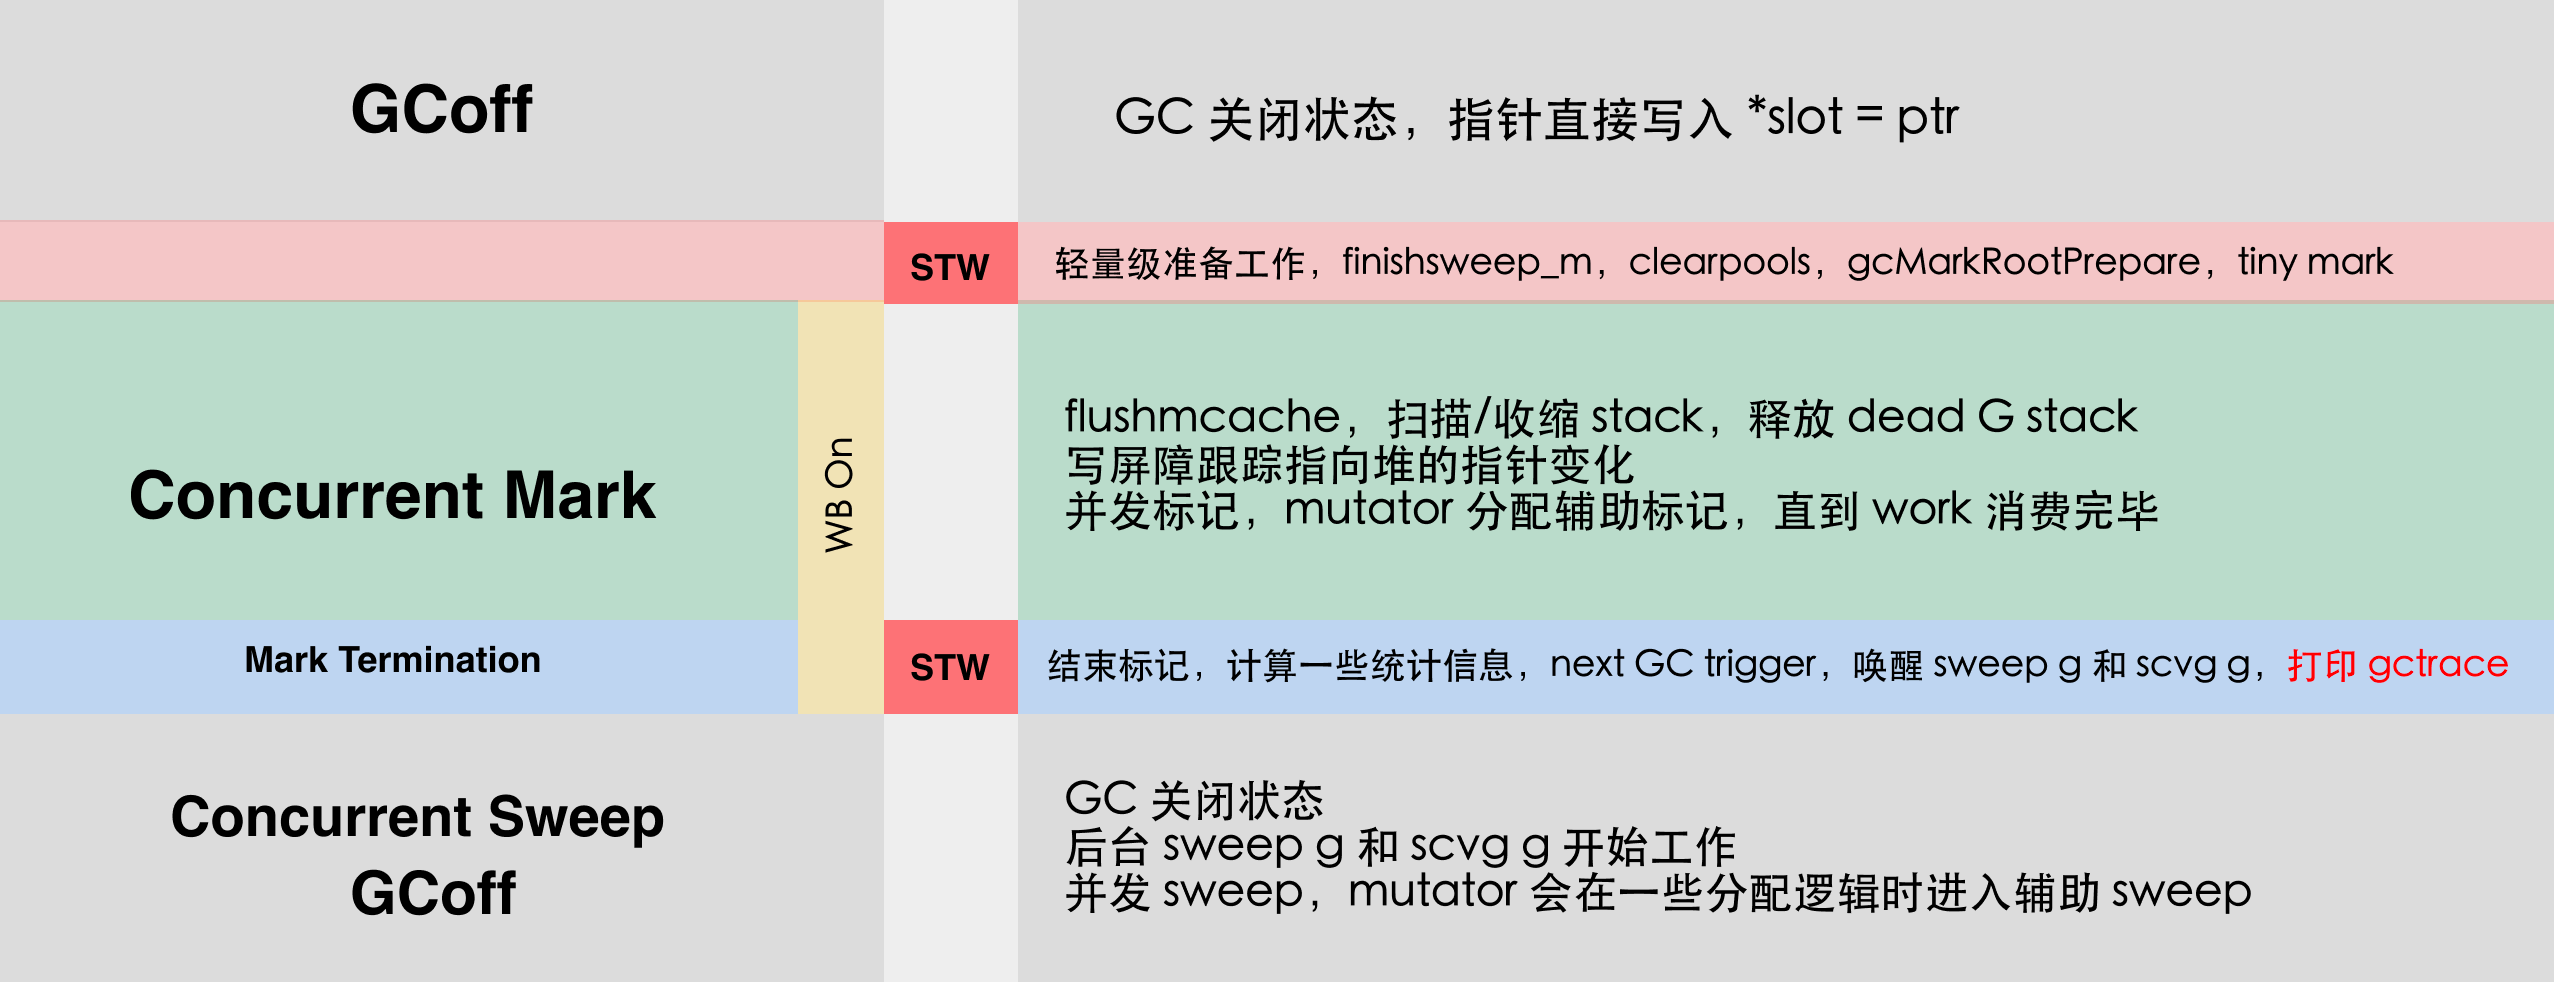 GCoff
GC 关闭状态，指针直接写入 *slot = ptr
STW
轻量级准备工作，finishsweep_m，clearpools，gcMarkRootPrepare，tiny mark
Concurrent Mark
WB On
flushmcache，扫描/收缩 stack，释放 dead G stack
写屏障跟踪指向堆的指针变化
并发标记，mutator 分配辅助标记，直到 work 消费完毕
Mark Termination
STW
结束标记，计算一些统计信息，next GC trigger，唤醒 sweep g 和 scvg g，打印 gctrace
Concurrent Sweep
GCoff
GC 关闭状态
后台 sweep g 和 scvg g 开始工作
并发 sweep，mutator 会在一些分配逻辑时进入辅助 sweep